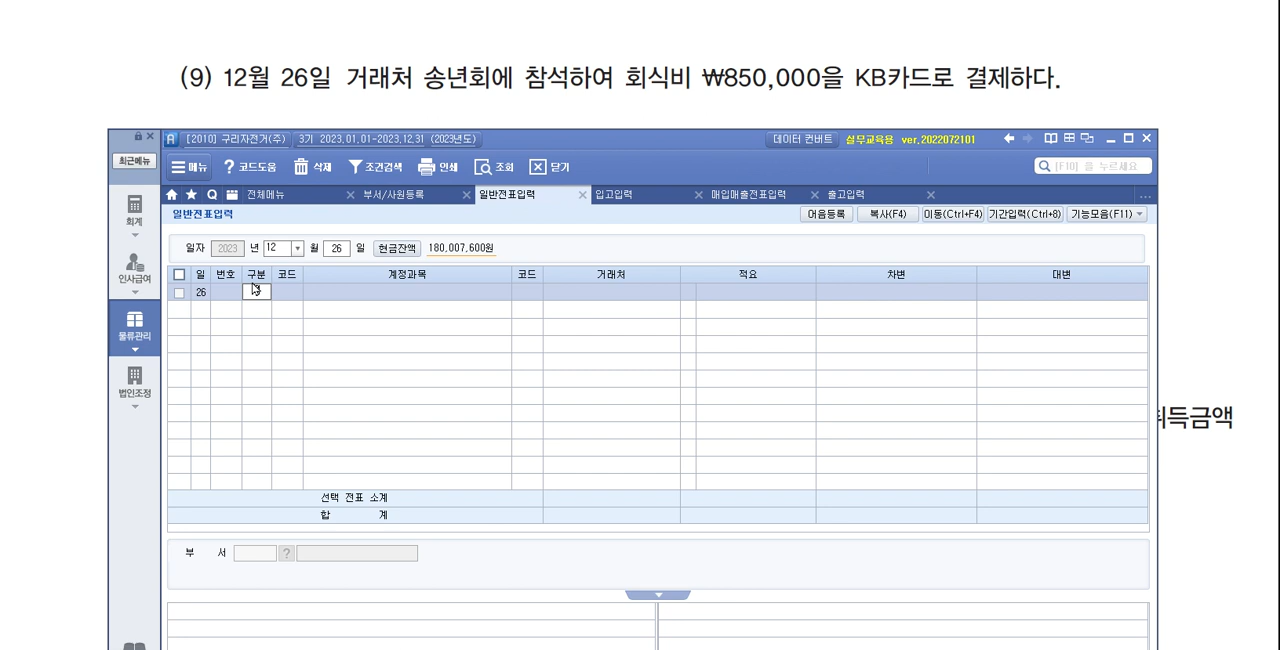 (9) 12월 26일 거래처 송년회에 참석하여 회식비 ₩850,000을 KB카드로 결제하다.
[2010] 구리자전거(주) 3기 2023.01.01~2023.12.31 (2023년도) 데이터 컨버트 실무교육용 ver.2022072101
최근메뉴 메뉴 코드도움 삭제 조건검색 인쇄 조회 닫기 [F10] 을 누르세요
전체메뉴 부서/사원등록 일반전표입력 입고입력 매입매출전표입력 출고입력 ...
일반전표입력 어음등록 복사(F4) 이동(Ctrl+F4) 기간입력(Ctrl+8) 기능모음(F11)
회계
인사급여
물류관리
법인조정
일자 2023 년 12 월 26 일 현금잔액 180,007,600원
일 번호 구분 코드 계정과목 코드 거래처 적요 차변 대변
26
취득금액
선택 전표 소계
합 계
부 서 ?